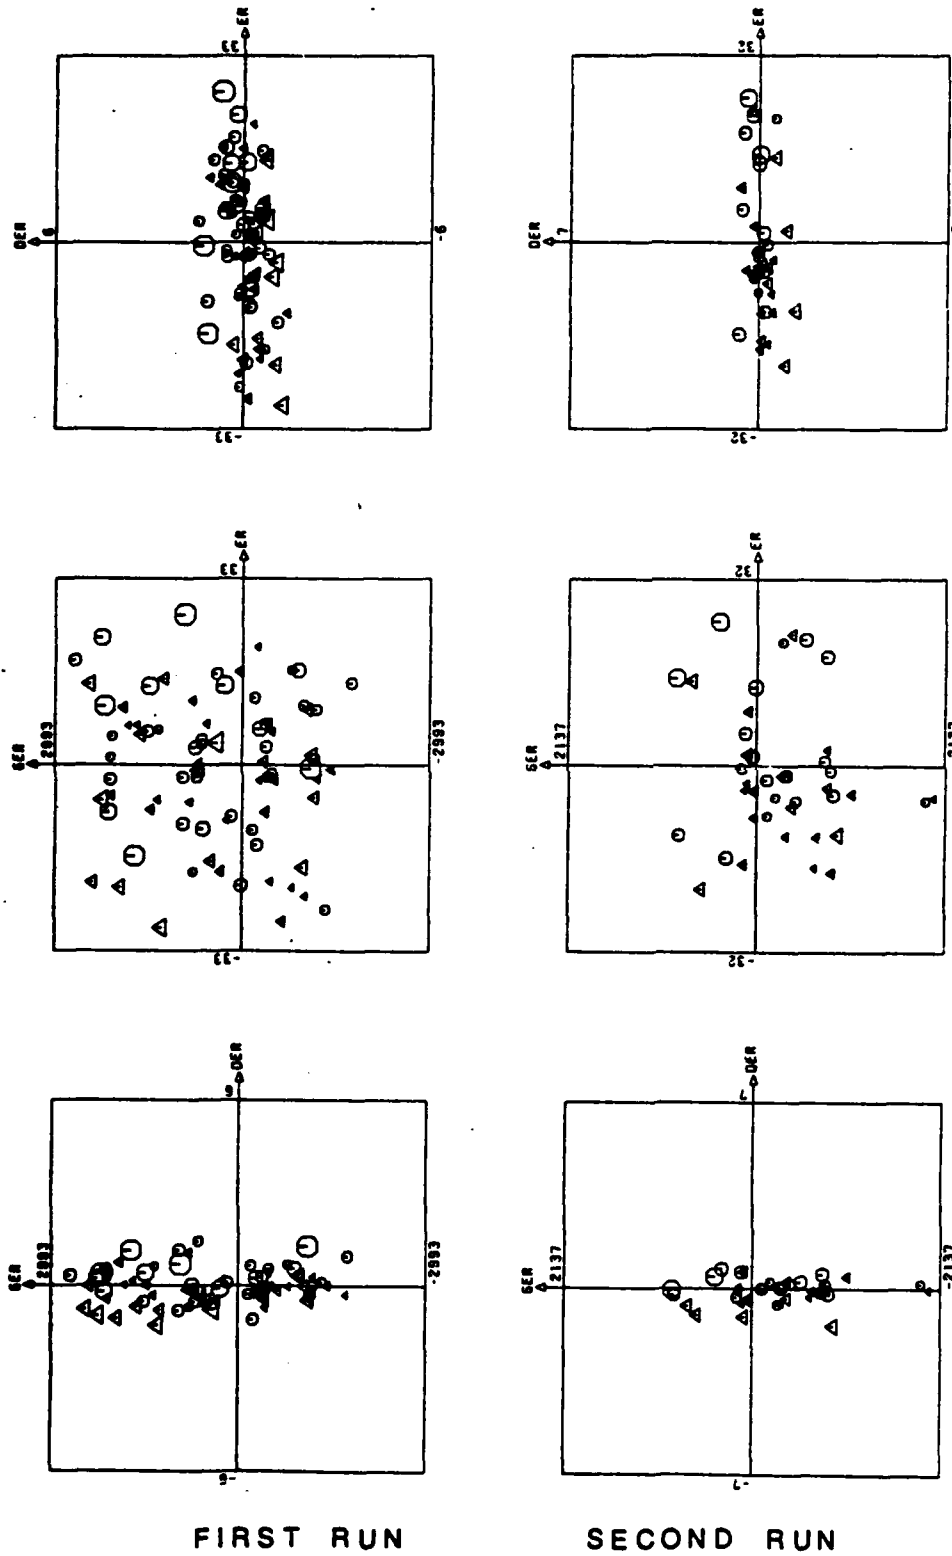 ER
33
DER
6
-6
-33
ER
32
DER
7
-32
ER
33
GER
2993
-2993
-33
ER
32
GER
2137
-2137
-32
DER
6
GER
2993
-2993
-6
DER
7
GER
2137
-2137
-7
FIRST RUN
SECOND RUN